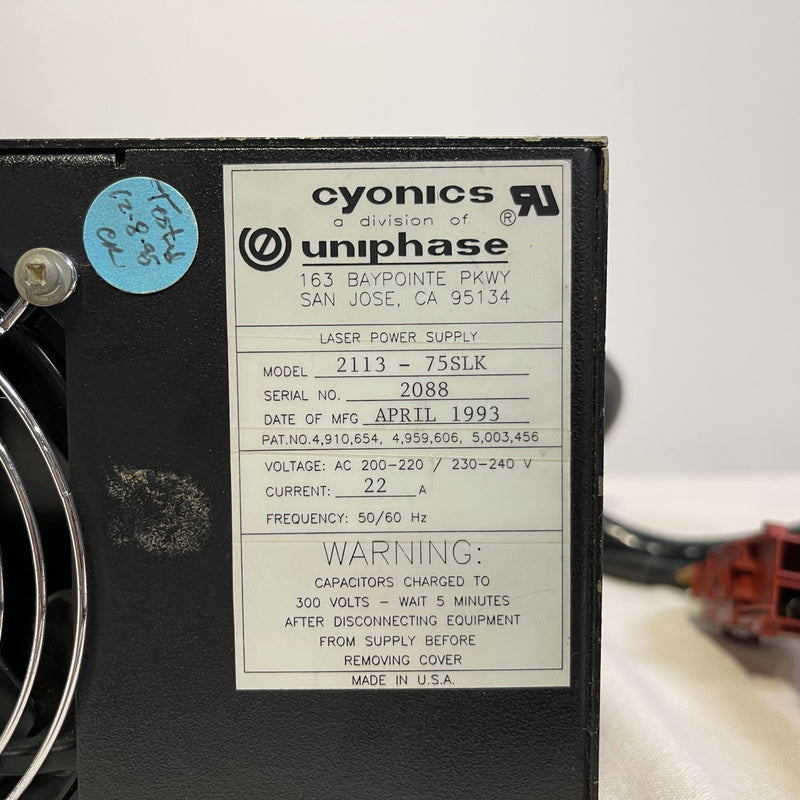 Tested
12-8-05
cyonics
a division of ®
uniphase
163 BAYPOINTE PKWY
SAN JOSE, CA 95134
LASER POWER SUPPLY
MODEL 2113 - 75SLK
SERIAL NO. 2088
DATE OF MFG APRIL 1993
PAT.NO.4,910,654, 4,959,606, 5,003,456
VOLTAGE: AC 200-220 / 230-240 V
CURRENT: 22 A
FREQUENCY: 50/60 Hz
WARNING:
CAPACITORS CHARGED TO
300 VOLTS - WAIT 5 MINUTES
AFTER DISCONNECTING EQUIPMENT
FROM SUPPLY BEFORE
REMOVING COVER
MADE IN U.S.A.